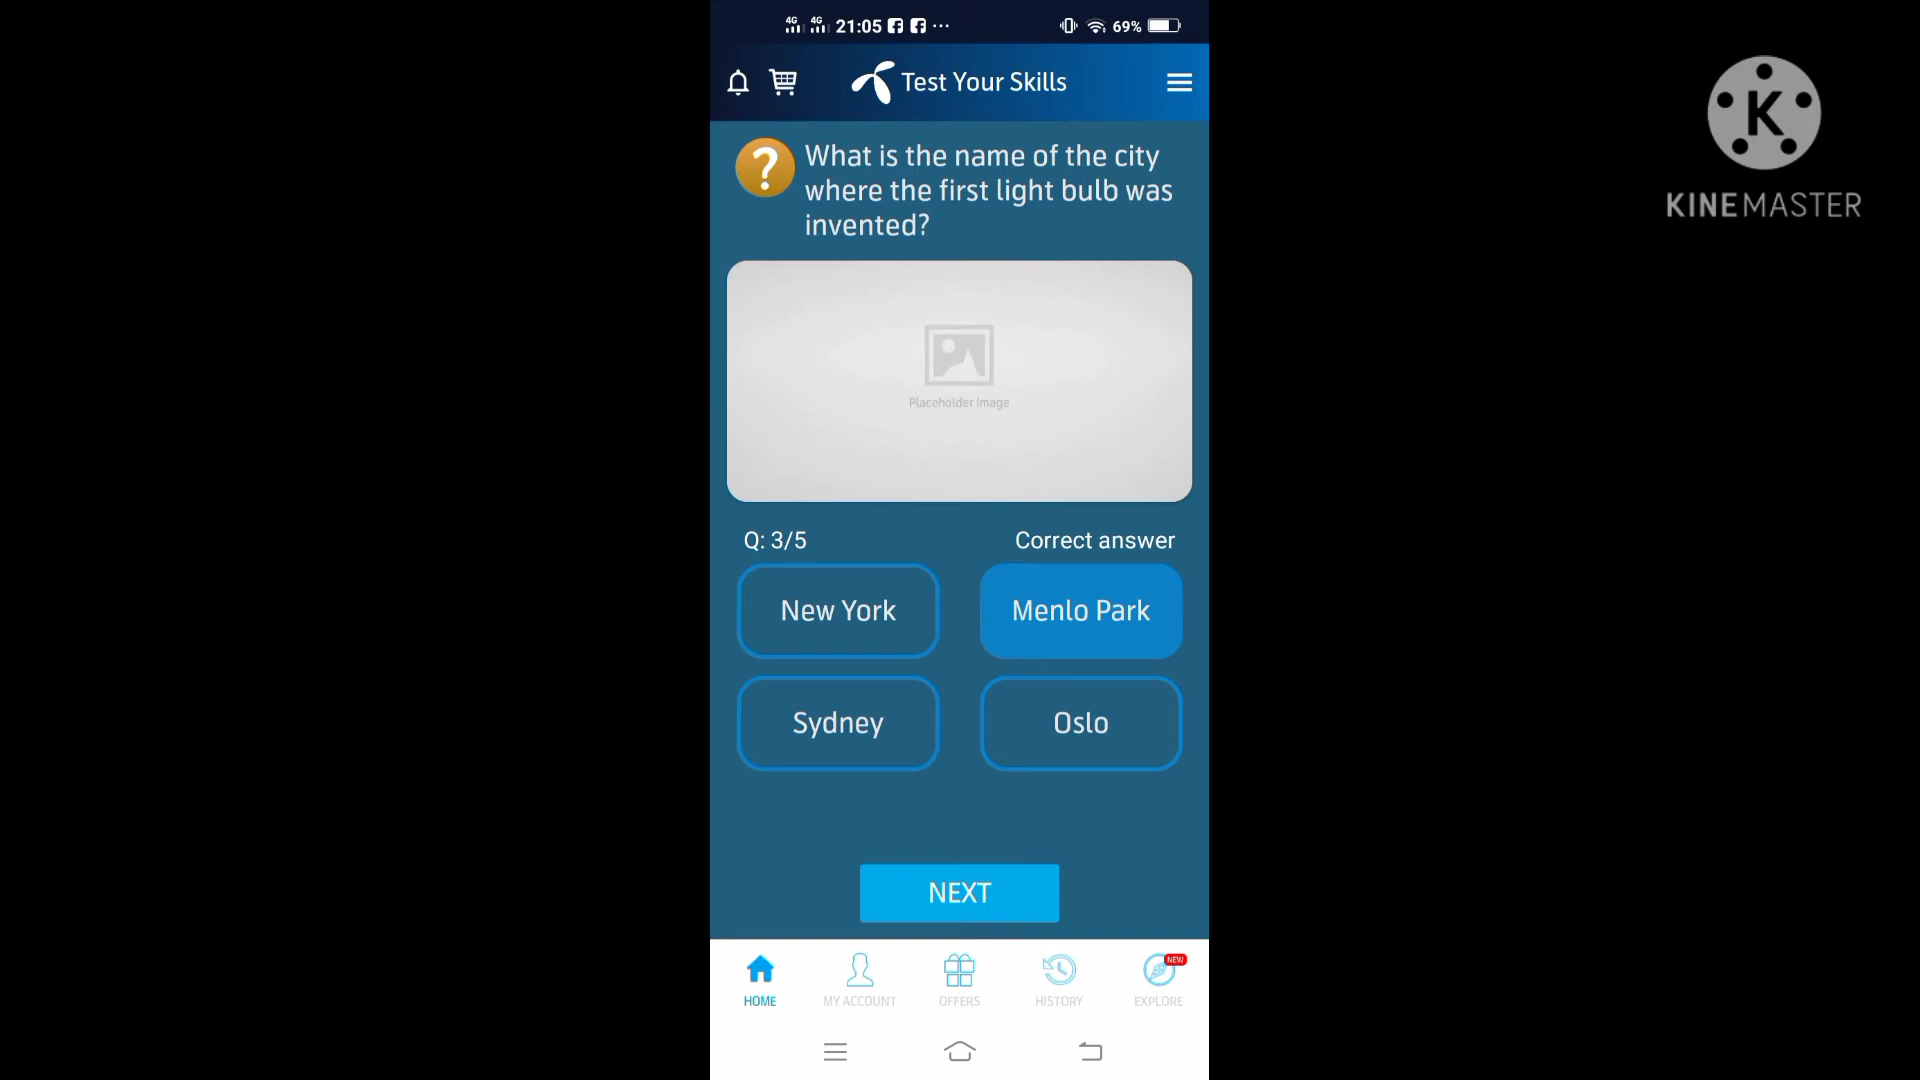 4G 4G 21:05 ... 69%
Test Your Skills
KINEMASTER
? What is the name of the city
where the first light bulb was
invented?
Placeholder Image
Q: 3/5 Correct answer
New York Menlo Park
Sydney Oslo
NEXT
NEW
HOME MY ACCOUNT OFFERS HISTORY EXPLORE